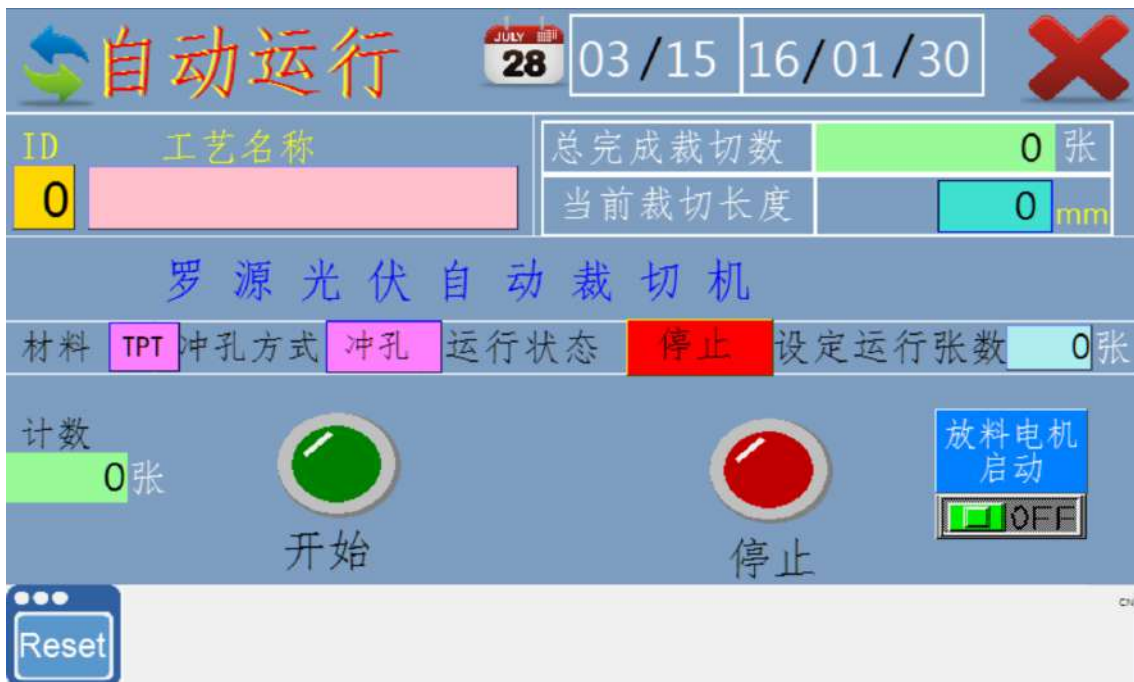 自动运行 JULY 28 03/15 16/01/30
ID 工艺名称 总完成裁切数 0 张
0 当前裁切长度 0 mm
罗源光伏自动裁切机
材料 TPT 冲孔方式 冲孔 运行状态 停止 设定运行张数 0张
计数 放料电机
0张 启动
OFF
开始 停止
Reset CN